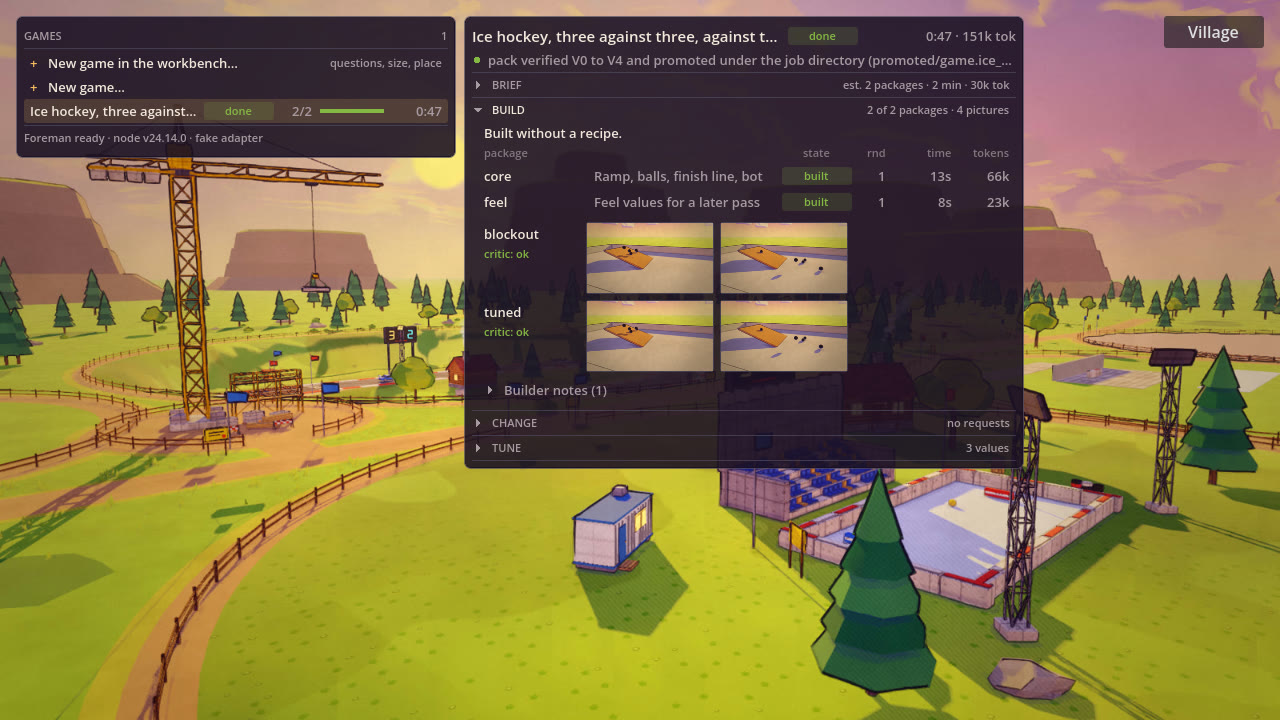 GAMES 1
+ New game in the workbench... questions, size, place
+ New game...
Ice hockey, three against... done 2/2 0:47
Foreman ready · node v24.14.0 · fake adapter
Ice hockey, three against three, against t... done 0:47 · 151k tok
pack verified V0 to V4 and promoted under the job directory (promoted/game.ice_...
BRIEF est. 2 packages · 2 min · 30k tok
BUILD 2 of 2 packages · 4 pictures
Built without a recipe.
package state rnd time tokens
core Ramp, balls, finish line, bot built 1 13s 66k
feel Feel values for a later pass built 1 8s 23k
blockout
critic: ok
tuned
critic: ok
Builder notes (1)
CHANGE no requests
TUNE 3 values
Village
3 2